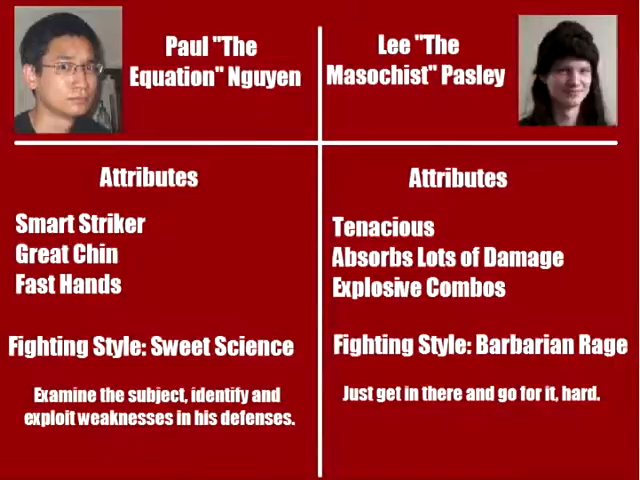 Paul "The
Equation" Nguyen
Attributes
Smart Striker
Great Chin
Fast Hands
Fighting Style: Sweet Science
Examine the subject, identify and
exploit weaknesses in his defenses.
Lee "The
Masochist" Pasley
Attributes
Tenacious
Absorbs Lots of Damage
Explosive Combos
Fighting Style: Barbarian Rage
Just get in there and go for it, hard.